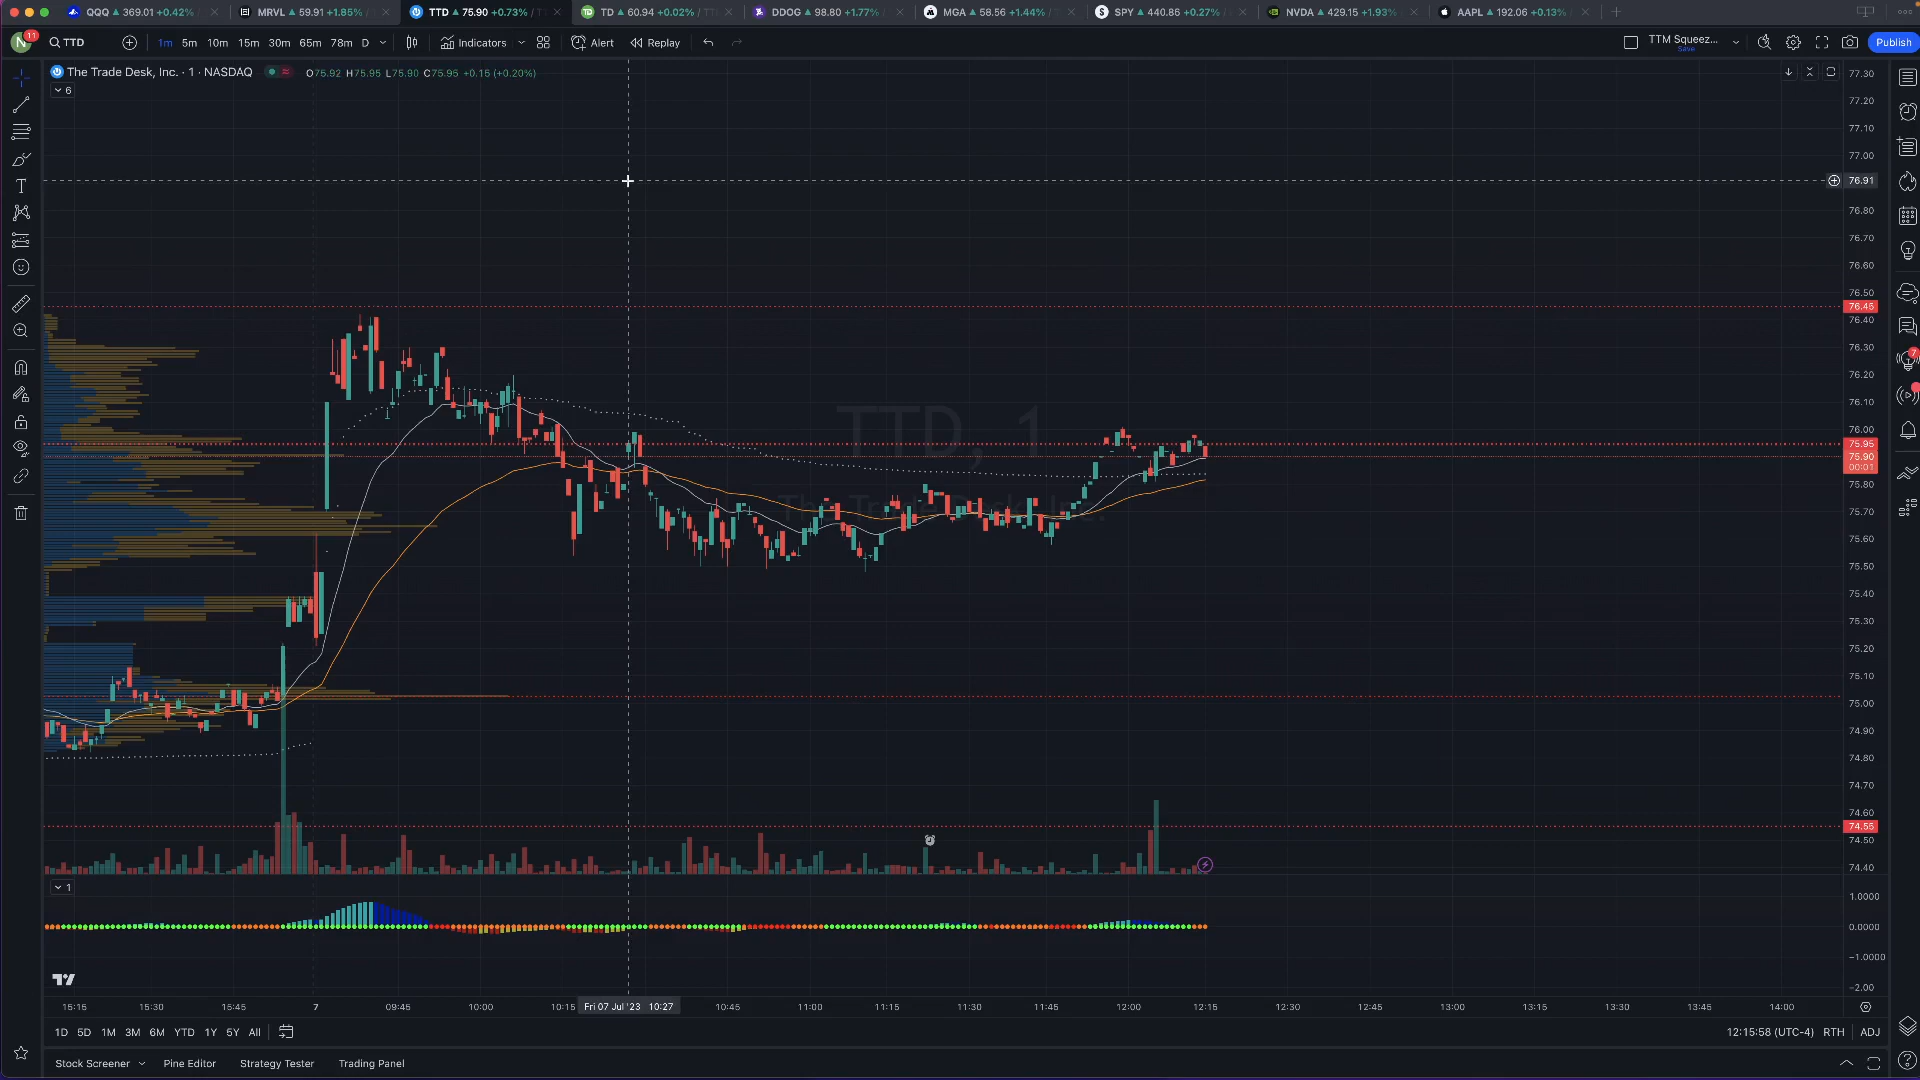 QQQ 369.01 +0.42%
MRVL 59.91 +1.85%
TTD 75.90 +0.73%
TD 60.94 +0.02%
DDOG 98.80 +1.77%
MGA 58.56 +1.44%
SPY 440.86 +0.27%
NVDA 429.15 +1.93%
AAPL 192.06 +0.13%
N 11 TTD 1m 5m 10m 15m 30m 65m 78m D Indicators Alert Replay TTM Squeez... Save Publish
The Trade Desk, Inc. · 1 · NASDAQ O75.92 H75.95 L75.90 C75.95 +0.15 (+0.20%)
6
77.30
77.20
77.10
77.00
76.91
76.80
76.70
76.60
76.50
76.45
76.40
76.30
76.20
76.10
76.00
75.95
75.90
00:01
75.80
75.70
75.60
75.50
75.40
75.30
75.20
75.10
75.00
74.90
74.80
74.70
74.60
74.55
74.50
74.40
TTD, 1
The Trade Desk, Inc.
7
1
1.0000
0.0000
−1.0000
−2.00
15:15 15:30 15:45 7 09:45 10:00 10:15 Fri 07 Jul '23 10:27 10:45 11:00 11:15 11:30 11:45 12:00 12:15 12:30 12:45 13:00 13:15 13:30 13:45 14:00
1D 5D 1M 3M 6M YTD 1Y 5Y All 12:15:58 (UTC-4) RTH ADJ
Stock Screener Pine Editor Strategy Tester Trading Panel